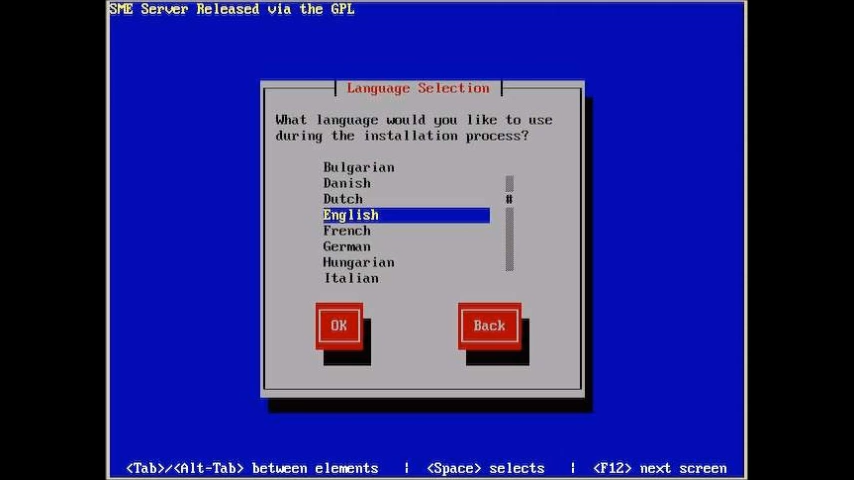 SME Server Released via the GPL
Language Selection
What language would you like to use
during the installation process?
Bulgarian
Danish
Dutch
English
French
German
Hungarian
Italian
#
OK
Back
<Tab>/<Alt-Tab> between elements | <Space> selects | <F12> next screen